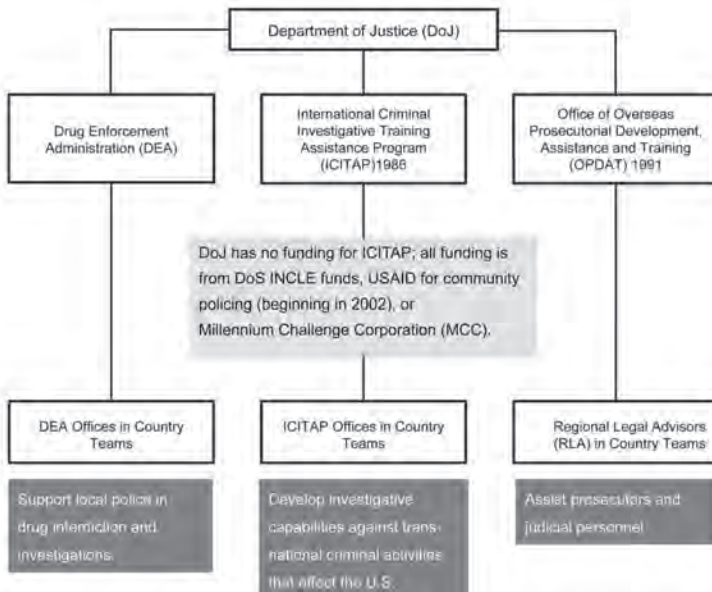 Department of Justice (DoJ)
Drug Enforcement
Administration (DEA)
International Criminal
Investigative Training
Assistance Program
(ICITAP)1986
Office of Overseas
Prosecutorial Development,
Assistance and Training
(OPDAT) 1991
DoJ has no funding for ICITAP; all funding is
from DoS INCLE funds, USAID for community
policing (beginning in 2002), or
Millennium Challenge Corporation (MCC).
DEA Offices in Country
Teams
ICITAP Offices in Country
Teams
Regional Legal Advisors
(RLA) in Country Teams
Support local police in
drug interdiction and
investigations
Develop investigative
capabilities against trans-
national criminal activities
that effect the U.S.
Assist prosecutors and
judicial personnel